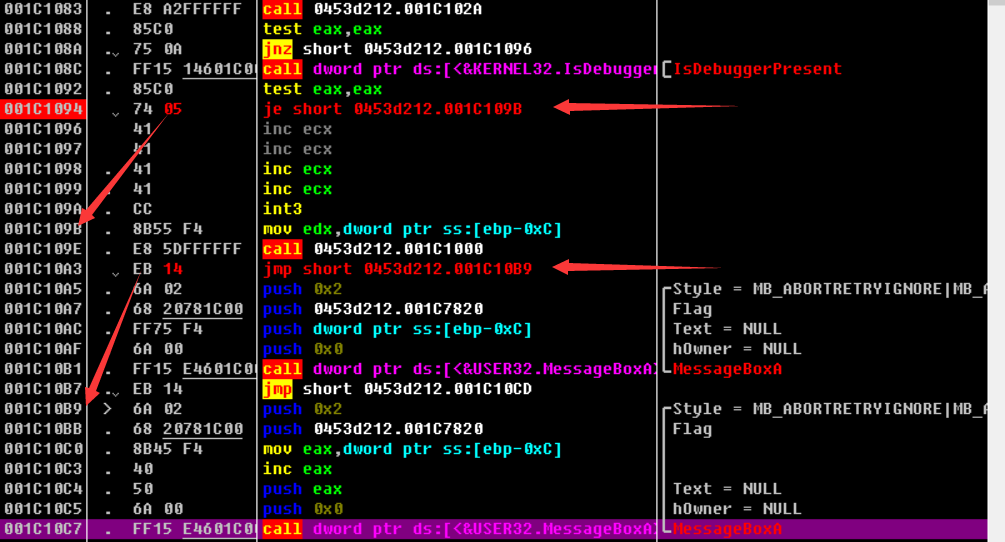 001C1083 . E8 A2FFFFFF call 0453d212.001C102A
001C1088 . 85C0 test eax,eax
001C108A . 75 0A jnz short 0453d212.001C1096
001C108C . FF15 14601C00 call dword ptr ds:[<&KERNEL32.IsDebugger [IsDebuggerPresent
001C1092 . 85C0 test eax,eax
001C1094 74 05 je short 0453d212.001C109B
001C1096 41 inc ecx
001C1097 41 inc ecx
001C1098 . 41 inc ecx
001C1099 . 41 inc ecx
001C109A . CC int3
001C109B . 8B55 F4 mov edx,dword ptr ss:[ebp-0xC]
001C109E . E8 5DFFFFFF call 0453d212.001C1000
001C10A3 EB 14 jmp short 0453d212.001C10B9
001C10A5 . 6A 02 push 0x2 Style = MB_ABORTRETRYIGNORE|MB_A
001C10A7 . 68 20781C00 push 0453d212.001C7820 Flag
001C10AC . FF75 F4 push dword ptr ss:[ebp-0xC] Text = NULL
001C10AF . 6A 00 push 0x0 hOwner = NULL
001C10B1 . FF15 E4601C00 call dword ptr ds:[<&USER32.MessageBoxA> MessageBoxA
001C10B7 . EB 14 jmp short 0453d212.001C10CD
001C10B9 > 6A 02 push 0x2 Style = MB_ABORTRETRYIGNORE|MB_A
001C10BB . 68 20781C00 push 0453d212.001C7820 Flag
001C10C0 . 8B45 F4 mov eax,dword ptr ss:[ebp-0xC]
001C10C3 . 40 inc eax
001C10C4 . 50 push eax Text = NULL
001C10C5 . 6A 00 push 0x0 hOwner = NULL
001C10C7 . FF15 E4601C00 call dword ptr ds:[<&USER32.MessageBoxA> MessageBoxA